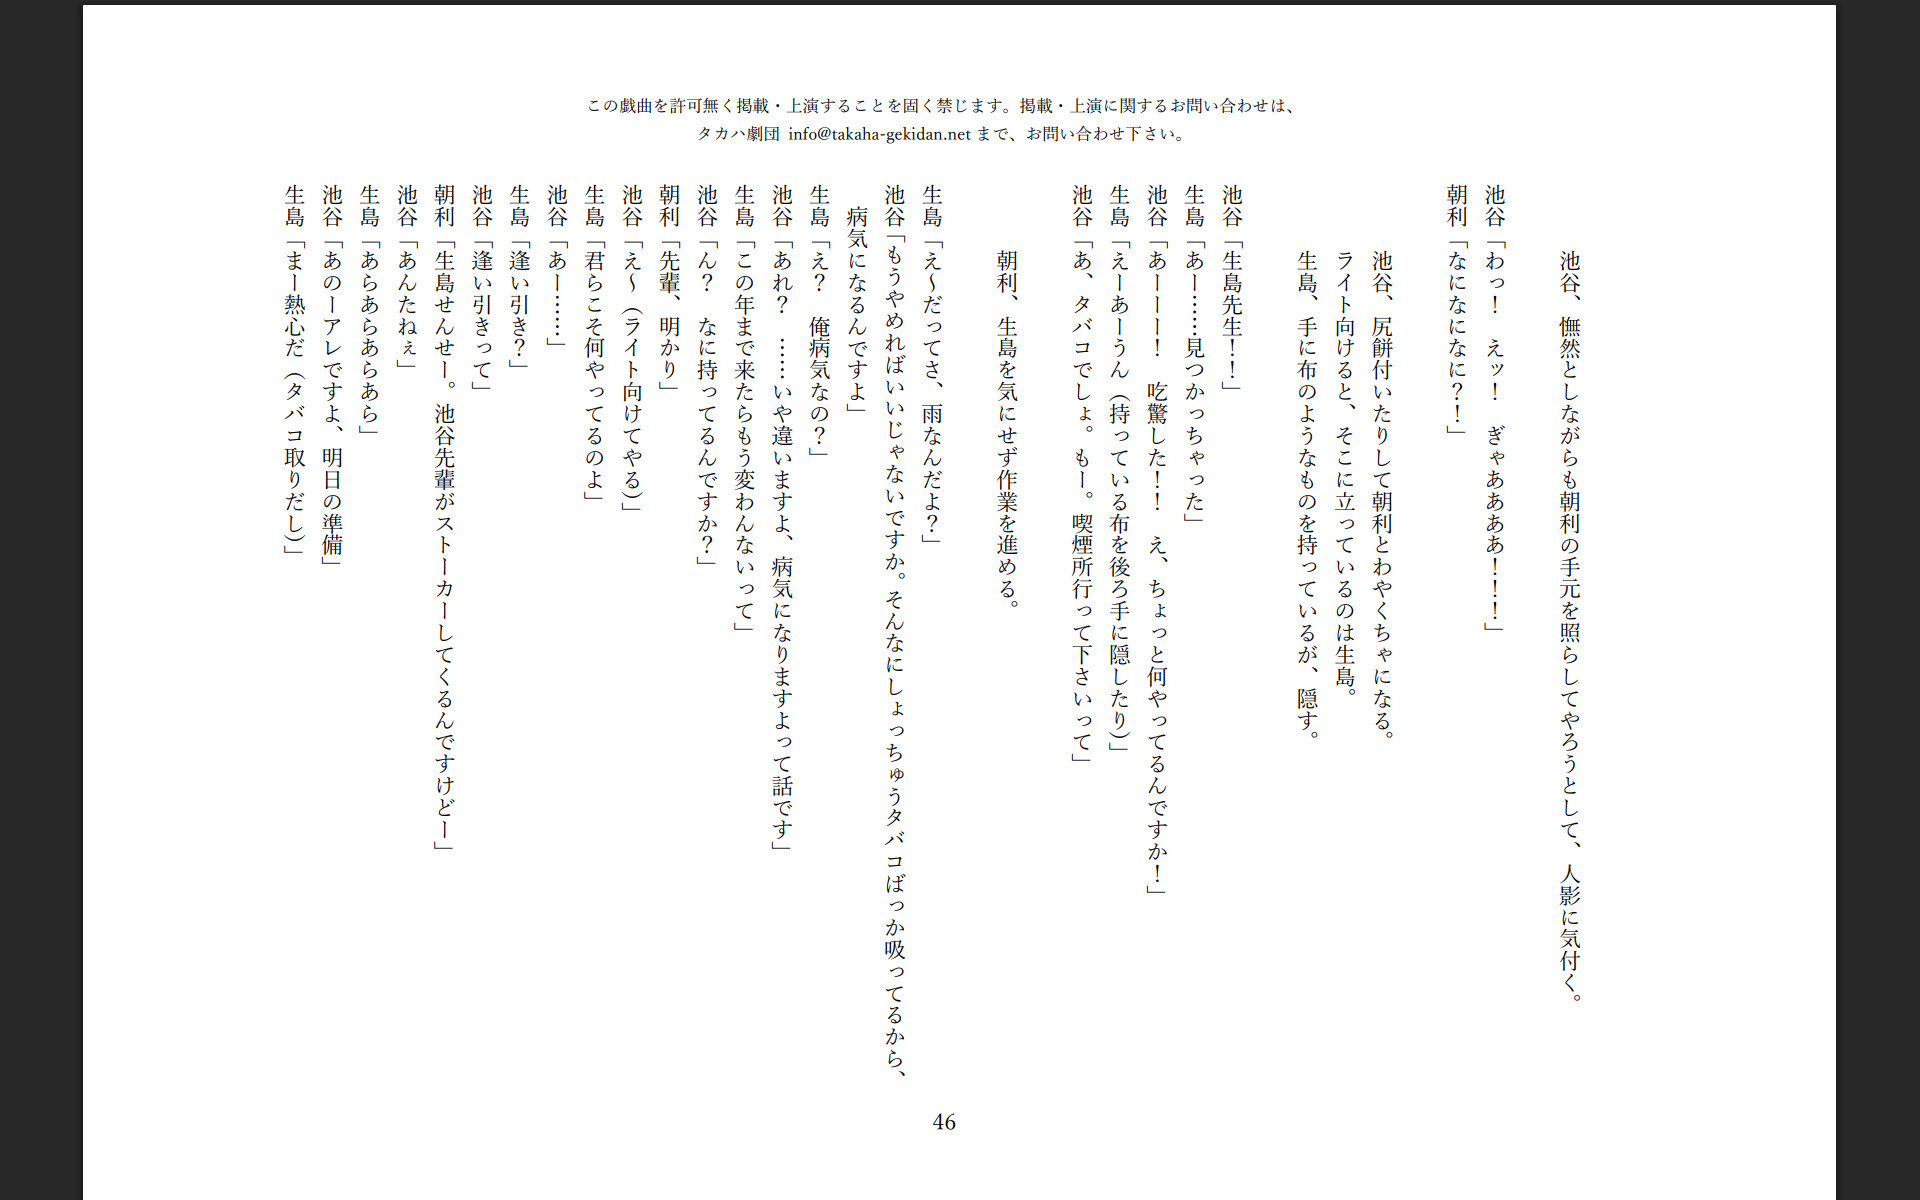 この戯曲を許可無く掲載・上演することを固く禁じます。掲載・上演に関するお問い合わせは、
タカハ劇団 info@takaha-gekidan.net まで、お問い合わせ下さい。
池谷、憮然としながらも朝利の手元を照らしてやろうとして、人影に気付く。
池谷「わっ！　えッ！　ぎゃああああ！！！」
朝利「なになになに？！」
池谷、尻餅付いたりして朝利とわやくちゃになる。
ライト向けると、そこに立っているのは生島。
生島、手に布のようなものを持っているが、隠す。
池谷「生島先生！！」
生島「あー……見つかっちゃった」
池谷「あーーー！　吃驚した！！　え、ちょっと何やってるんですか！」
生島「えーあーうん（持っている布を後ろ手に隠したり）」
池谷「あ、タバコでしょ。もー。喫煙所行って下さいって」
朝利、生島を気にせず作業を進める。
生島「え～だってさ、雨なんだよ？」
池谷「もうやめればいいじゃないですか。そんなにしょっちゅうタバコばっか吸ってるから、
病気になるんですよ」
生島「え？　俺病気なの？」
池谷「あれ？　……いや違いますよ、病気になりますよって話です」
生島「この年まで来たらもう変わんないって」
池谷「ん？　なに持ってるんですか？」
朝利「先輩、明かり」
池谷「え～（ライト向けてやる）」
生島「君らこそ何やってるのよ」
池谷「あー……」
生島「逢い引き？」
池谷「逢い引きって」
朝利「生島せんせー。池谷先輩がストーカーしてくるんですけどー」
池谷「あんたねぇ」
生島「あらあらあらあら」
池谷「あのーアレですよ、明日の準備」
生島「まー熱心だ（タバコ取りだし）」
46